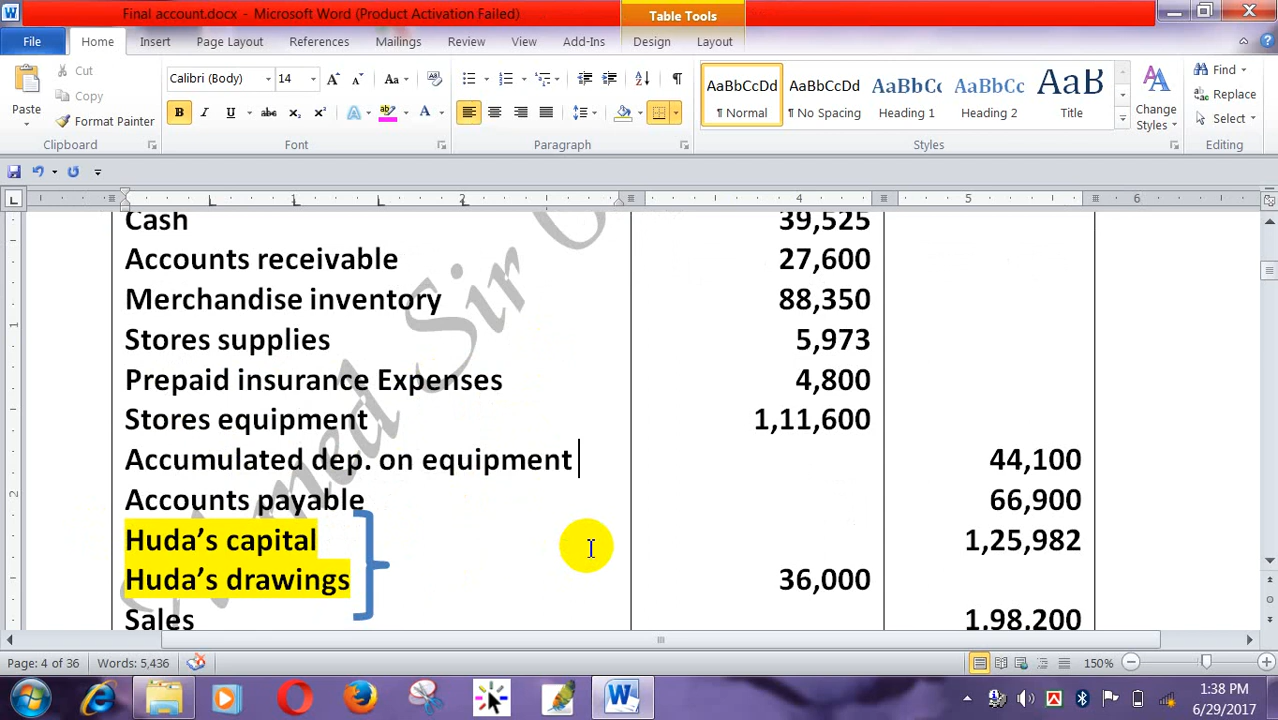 Final account.docx - Microsoft Word (Product Activation Failed)
Table Tools
File Home Insert Page Layout References Mailings Review View Add-Ins Design Layout
Paste
Cut
Copy
Format Painter
Clipboard
Calibri (Body) 14
Font
Paragraph
AaBbCcDd AaBbCcDd AaBbCc AaBbCc AaB
¶ Normal ¶ No Spacing Heading 1 Heading 2 Title
Change Styles
Styles
Find
Replace
Select
Editing
1 2 4 5 6
Cash 39,525
Accounts receivable 27,600
Merchandise inventory 88,350
Stores supplies 5,973
Prepaid insurance Expenses 4,800
Stores equipment 1,11,600
Accumulated dep. on equipment 44,100
Accounts payable 66,900
Huda’s capital 1,25,982
Huda’s drawings 36,000
Sales 1,98,200
Sir
Page: 4 of 36 Words: 5,436 150%
1:38 PM
6/29/2017